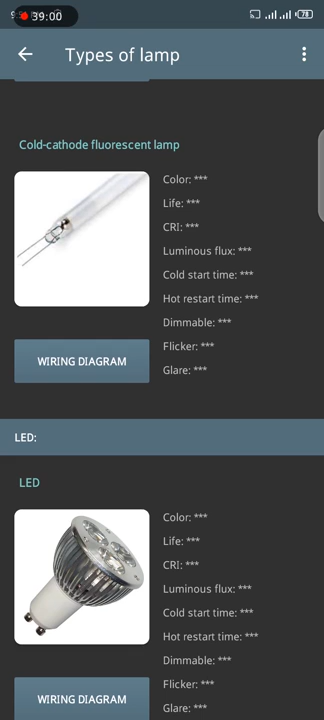 39:00
78
Types of lamp
Cold-cathode fluorescent lamp
Color: ***
Life: ***
CRI: ***
Luminous flux: ***
Cold start time: ***
Hot restart time: ***
Dimmable: ***
Flicker: ***
Glare: ***
WIRING DIAGRAM
LED:
LED
Color: ***
Life: ***
CRI: ***
Luminous flux: ***
Cold start time: ***
Hot restart time: ***
Dimmable: ***
Flicker: ***
Glare: ***
WIRING DIAGRAM